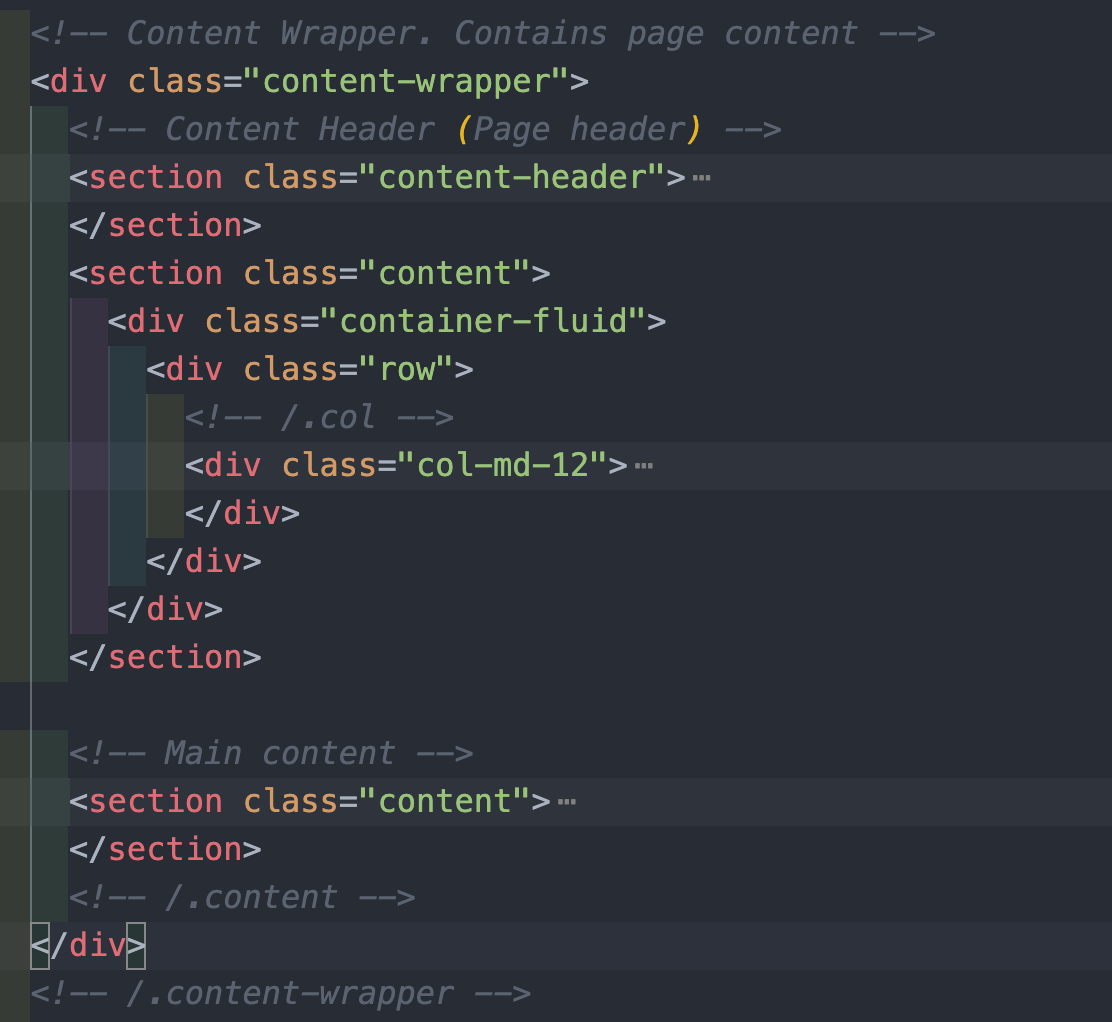 <!-- Content Wrapper. Contains page content -->
<div class="content-wrapper">
<!-- Content Header (Page header) -->
<section class="content-header">⋯
</section>
<section class="content">
<div class="container-fluid">
<div class="row">
<!-- /.col -->
<div class="col-md-12">⋯
</div>
</div>
</div>
</section>
<!-- Main content -->
<section class="content">⋯
</section>
<!-- /.content -->
</div>
<!-- /.content-wrapper -->